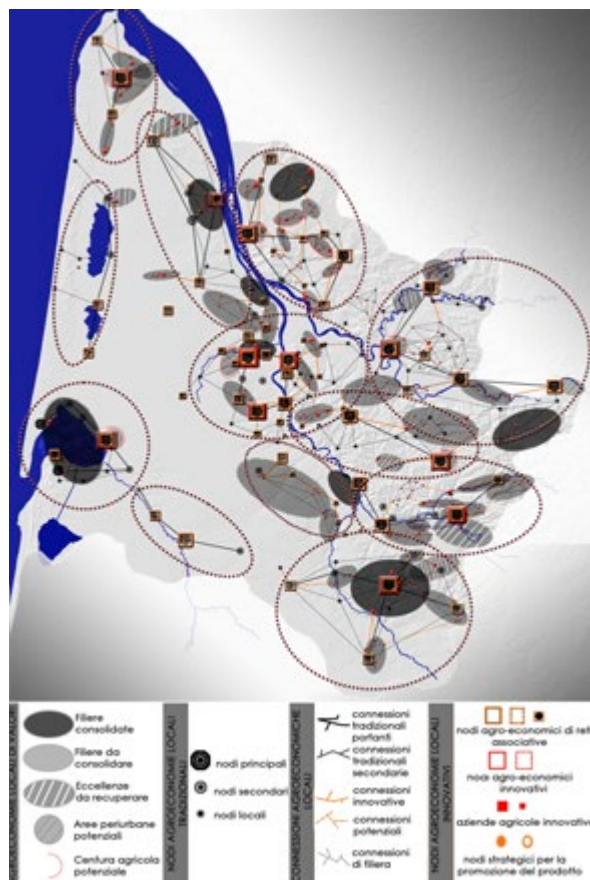 Filiere
consolidate
Filiere da
consolidare
Eccellenze
da recuperare
Aree periurbane
potenziali
Centura agricola
potenziale
NODI AGROECONOMIE LOCALI
TRADIZIONALI
nodi principali
nodi secondari
nodi locali
CONNESSIONI AGROECONOMICHE
LOCALI
connessioni
tradizionali
portanti
connessioni
tradizionali
secondarie
connessioni
innovative
connessioni
potenziali
connessioni
di filiera
NODI AGROECONOMIE LOCALI
INNOVATIVI
nodi agro-economici di reti
associative
nodi agro-economici
innovativi
aziende agricole innovative
nodi strategici per la
promozione del prodotto